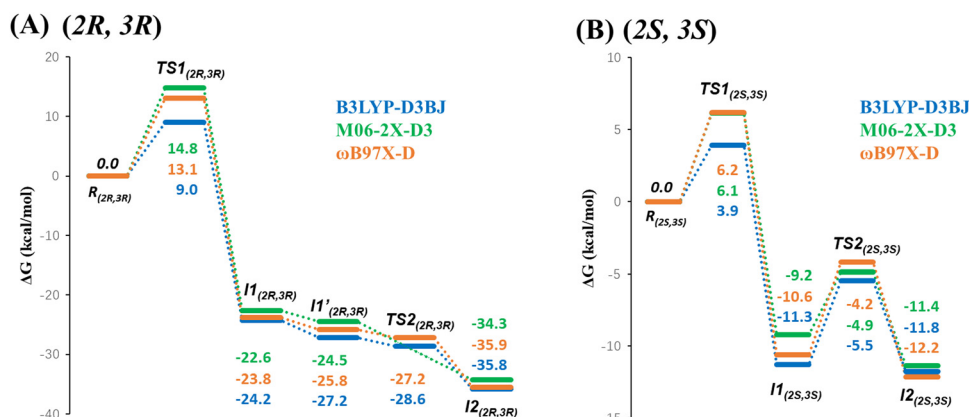 (A) (2R, 3R)
20
10
0
-10
-20
-30
-40
ΔG (kcal/mol)
0.0
R(2R,3R)
TS1(2R,3R)
14.8
13.1
9.0
B3LYP-D3BJ
M06-2X-D3
ωB97X-D
I1(2R,3R)
-22.6
-23.8
-24.2
I1'(2R,3R)
-24.5
-25.8
-27.2
TS2(2R,3R)
-27.2
-28.6
-34.3
-35.9
-35.8
I2(2R,3R)
(B) (2S, 3S)
10
5
0
-5
-10
-15
ΔG (kcal/mol)
0.0
R(2S,3S)
TS1(2S,3S)
6.2
6.1
3.9
B3LYP-D3BJ
M06-2X-D3
ωB97X-D
-9.2
-10.6
-11.3
I1(2S,3S)
TS2(2S,3S)
-4.2
-4.9
-5.5
-11.4
-11.8
-12.2
I2(2S,3S)